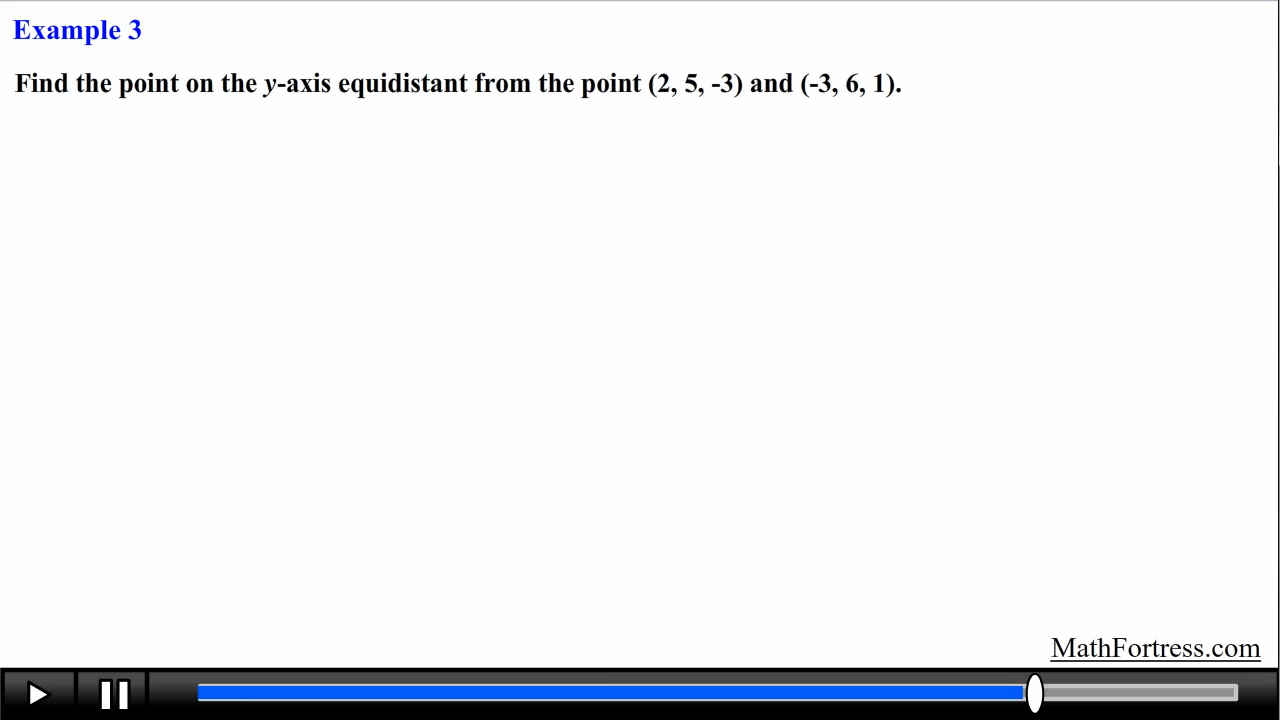 Example 3
Find the point on the y-axis equidistant from the point (2, 5, -3) and (-3, 6, 1).
MathFortress.com